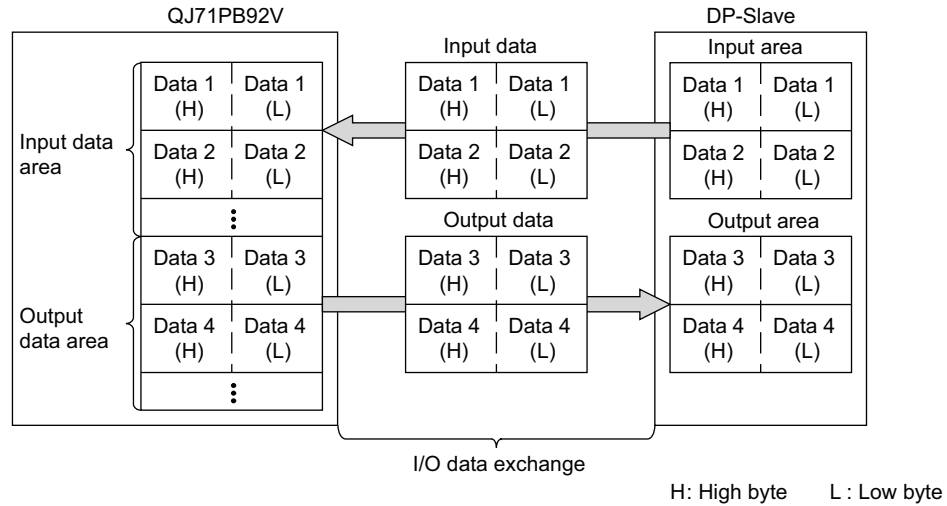 QJ71PB92V
DP-Slave
Input data
Input area
Data 1 (H)
Data 1 (L)
Data 1 (H)
Data 1 (L)
Data 1 (H)
Data 1 (L)
Input data area
Data 2 (H)
Data 2 (L)
Data 2 (H)
Data 2 (L)
Data 2 (H)
Data 2 (L)
Output data
Output area
Data 3 (H)
Data 3 (L)
Data 3 (H)
Data 3 (L)
Data 3 (H)
Data 3 (L)
Output data area
Data 4 (H)
Data 4 (L)
Data 4 (H)
Data 4 (L)
Data 4 (H)
Data 4 (L)
I/O data exchange
H: High byte L : Low byte